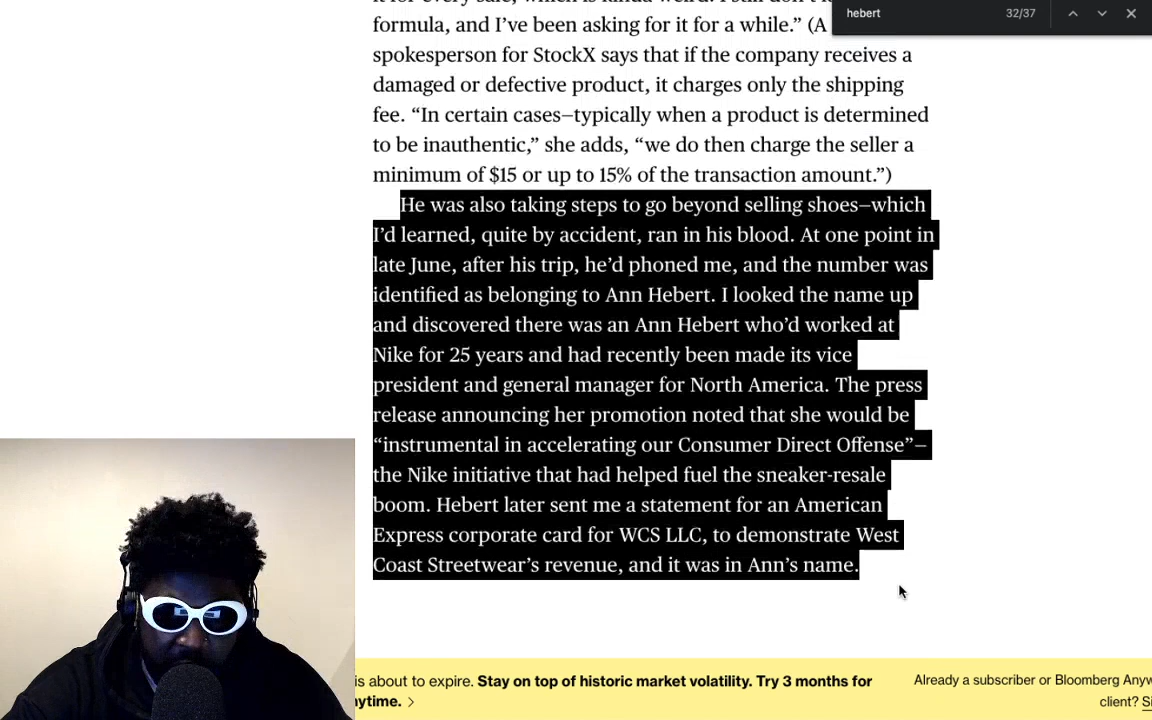 hebert 32/37
formula, and I've been asking for it for a while.” (A
spokesperson for StockX says that if the company receives a
damaged or defective product, it charges only the shipping
fee. “In certain cases—typically when a product is determined
to be inauthentic,” she adds, “we do then charge the seller a
minimum of $15 or up to 15% of the transaction amount.”)
He was also taking steps to go beyond selling shoes—which
I'd learned, quite by accident, ran in his blood. At one point in
late June, after his trip, he'd phoned me, and the number was
identified as belonging to Ann Hebert. I looked the name up
and discovered there was an Ann Hebert who'd worked at
Nike for 25 years and had recently been made its vice
president and general manager for North America. The press
release announcing her promotion noted that she would be
“instrumental in accelerating our Consumer Direct Offense”—
the Nike initiative that had helped fuel the sneaker-resale
boom. Hebert later sent me a statement for an American
Express corporate card for WCS LLC, to demonstrate West
Coast Streetwear's revenue, and it was in Ann's name.
is about to expire. Stay on top of historic market volatility. Try 3 months for
Already a subscriber or Bloomberg
client?